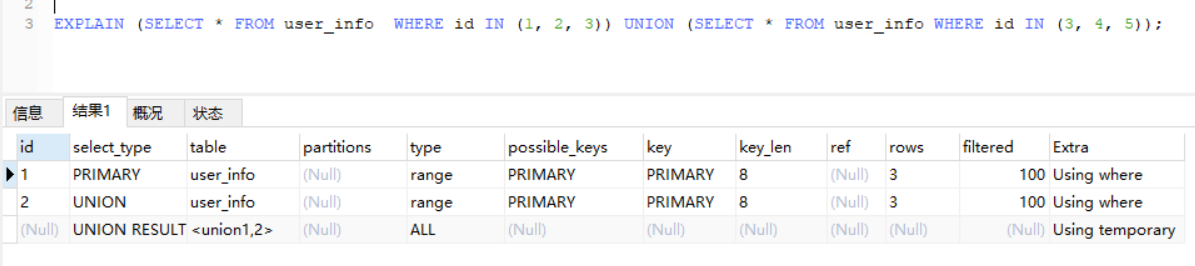 2
3 EXPLAIN (SELECT * FROM user_info  WHERE id IN (1, 2, 3)) UNION (SELECT * FROM user_info WHERE id IN (3, 4, 5));
信息 结果1 概况 状态
id select_type table partitions type possible_keys key key_len ref rows filtered Extra
1 PRIMARY user_info (Null) range PRIMARY PRIMARY 8 (Null) 3 100 Using where
2 UNION user_info (Null) range PRIMARY PRIMARY 8 (Null) 3 100 Using where
(Null) UNION RESULT <union1,2> (Null) ALL (Null) (Null) (Null) (Null) (Null) (Null) Using temporary